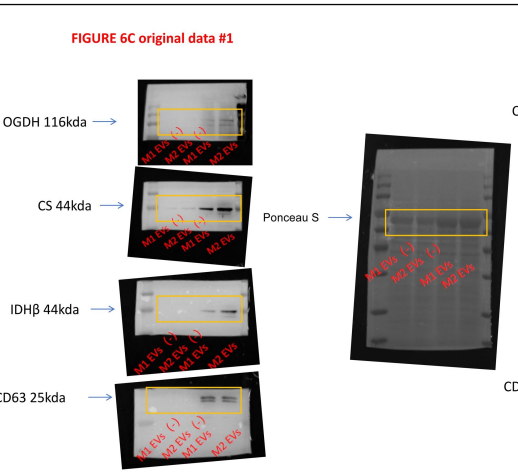 FIGURE 6C original data #1
OGDH 116kda
M1 EVs (-)
M2 EVs (-)
M1 EVs
M2 EVs
CS 44kda
M1 EVs (-)
M2 EVs (-)
M1 EVs
M2 EVs
IDHβ 44kda
M1 EVs (-)
M2 EVs (-)
M1 EVs
M2 EVs
CD63 25kda
M1 EVs (-)
M2 EVs (-)
M1 EVs
M2 EVs
Ponceau S
M1 EVs (-)
M2 EVs (-)
M1 EVs
M2 EVs
C
CD